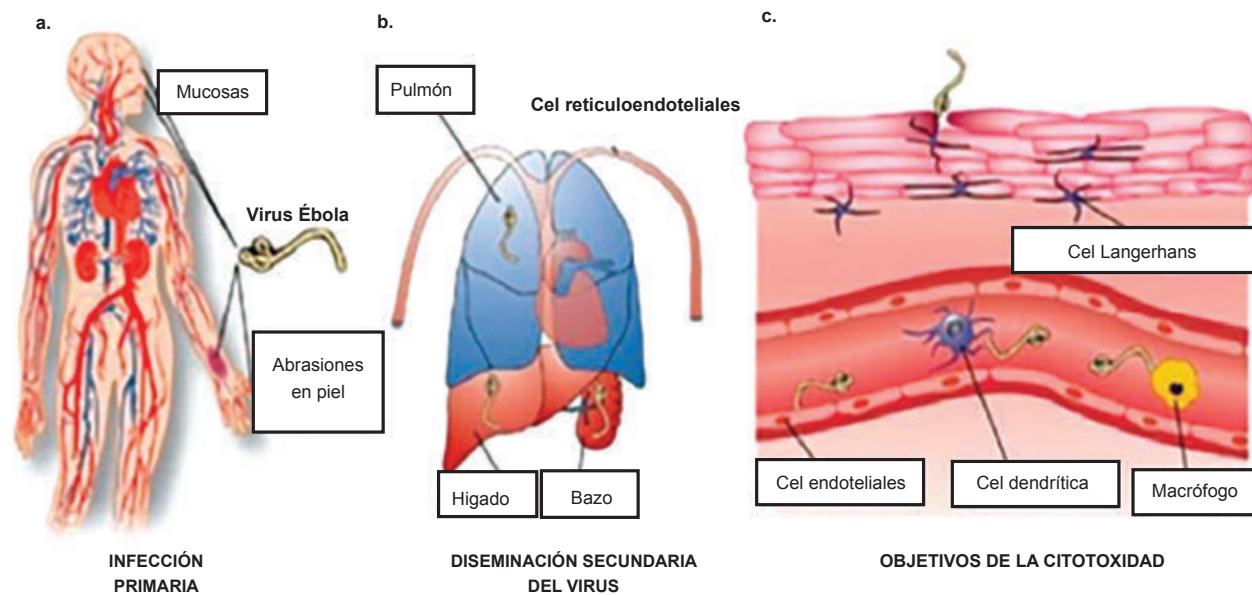 a.
Mucosas
Virus Ébola
Abrasiones
en piel
INFECCIÓN
PRIMARIA
b.
Pulmón
Cel reticuloendoteliales
Higado
Bazo
DISEMINACIÓN SECUNDARIA
DEL VIRUS
c.
Cel Langerhans
Cel endoteliales
Cel dendrítica
Macrófogo
OBJETIVOS DE LA CITOTOXIDAD